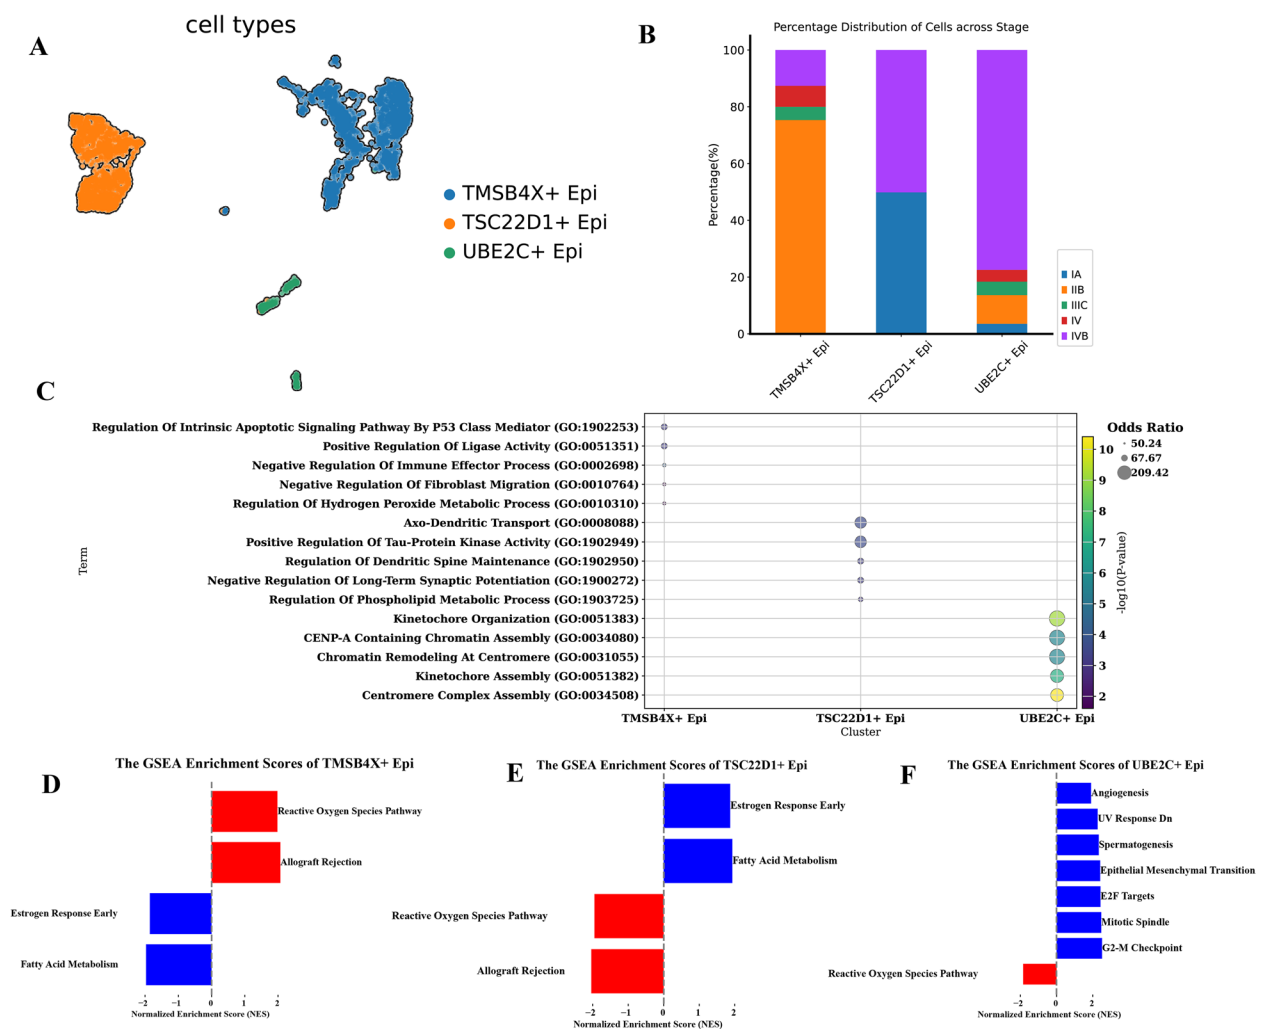 A
cell types
TMSB4X+ Epi
TSC22D1+ Epi
UBE2C+ Epi
B
Percentage Distribution of Cells across Stage
Percentage(%)
100
80
60
40
20
0
TMSB4X+ Epi
TSC22D1+ Epi
UBE2C+ Epi
IA
IIB
IIIC
IV
IVB
C
Term
Regulation Of Intrinsic Apoptotic Signaling Pathway By P53 Class Mediator (GO:1902253)
Positive Regulation Of Ligase Activity (GO:0051351)
Negative Regulation Of Immune Effector Process (GO:0002698)
Negative Regulation Of Fibroblast Migration (GO:0010764)
Regulation Of Hydrogen Peroxide Metabolic Process (GO:0010310)
Axo-Dendritic Transport (GO:0008088)
Positive Regulation Of Tau-Protein Kinase Activity (GO:1902949)
Regulation Of Dendritic Spine Maintenance (GO:1902950)
Negative Regulation Of Long-Term Synaptic Potentiation (GO:1900272)
Regulation Of Phospholipid Metabolic Process (GO:1903725)
Kinetochore Organization (GO:0051383)
CENP-A Containing Chromatin Assembly (GO:0034080)
Chromatin Remodeling At Centromere (GO:0031055)
Kinetochore Assembly (GO:0051382)
Centromere Complex Assembly (GO:0034508)
TMSB4X+ Epi
TSC22D1+ Epi
UBE2C+ Epi
Cluster
10
9
8
7
6
5
4
3
2
-log10(P-value)
Odds Ratio
50.24
67.67
209.42
D
The GSEA Enrichment Scores of TMSB4X+ Epi
Reactive Oxygen Species Pathway
Allograft Rejection
Estrogen Response Early
Fatty Acid Metabolism
−2 −1 0 1 2
Normalized Enrichment Score (NES)
E
The GSEA Enrichment Scores of TSC22D1+ Epi
Estrogen Response Early
Fatty Acid Metabolism
Reactive Oxygen Species Pathway
Allograft Rejection
−2 −1 0 1 2
Normalized Enrichment Score (NES)
F
The GSEA Enrichment Scores of UBE2C+ Epi
Angiogenesis
UV Response Dn
Spermatogenesis
Epithelial Mesenchymal Transition
E2F Targets
Mitotic Spindle
G2-M Checkpoint
Reactive Oxygen Species Pathway
−2 0 2
Normalized Enrichment Score (NES)